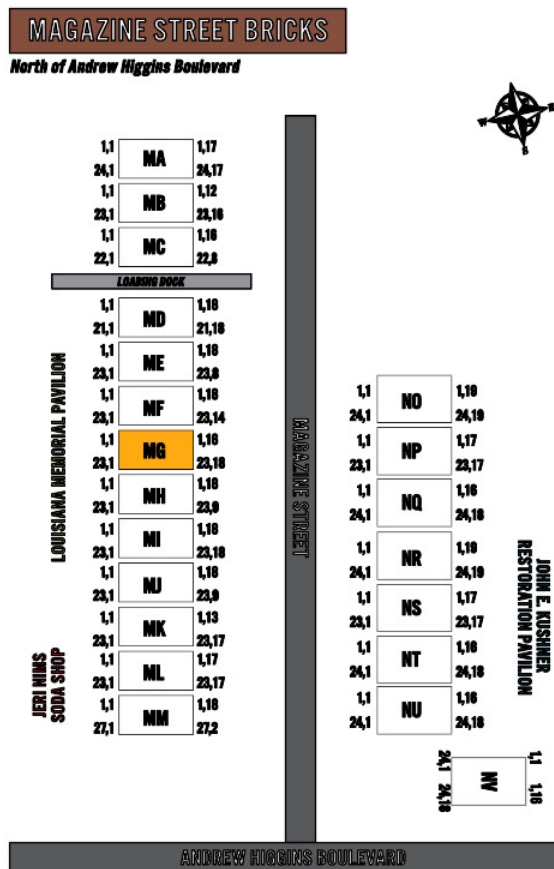 MAGAZINE STREET BRICKS
North of Andrew Higgins Boulevard
N
W
E
S
1,1 MA 1,17
24,1 24,17
1,1 MB 1,12
23,1 23,16
1,1 MC 1,16
22,1 22,8
LOADING DOCK
1,1 MD 1,18
21,1 21,18
1,1 ME 1,18
23,1 23,8
1,1 MF 1,18
23,1 23,14
1,1 MG 1,16
23,1 23,18
1,1 MH 1,18
23,1 23,9
1,1 MI 1,18
23,1 23,18
1,1 MJ 1,18
23,1 23,9
1,1 MK 1,13
23,1 23,17
1,1 ML 1,17
23,1 23,17
1,1 MM 1,18
27,1 27,2
LOUISIANA MEMORIAL PAVILION
JERI NIMS
SODA SHOP
MAGAZINE STREET
1,1 NO 1,19
24,1 24,19
1,1 NP 1,17
23,1 23,17
1,1 NQ 1,16
24,1 24,18
1,1 NR 1,19
24,1 24,19
1,1 NS 1,17
23,1 23,17
1,1 NT 1,16
24,1 24,18
1,1 NU 1,16
24,1 24,18
JOHN E. KUSHNER
RESTORATION PAVILION
1,1 NV 1,16
24,1 24,18
ANDREW HIGGINS BOULEVARD